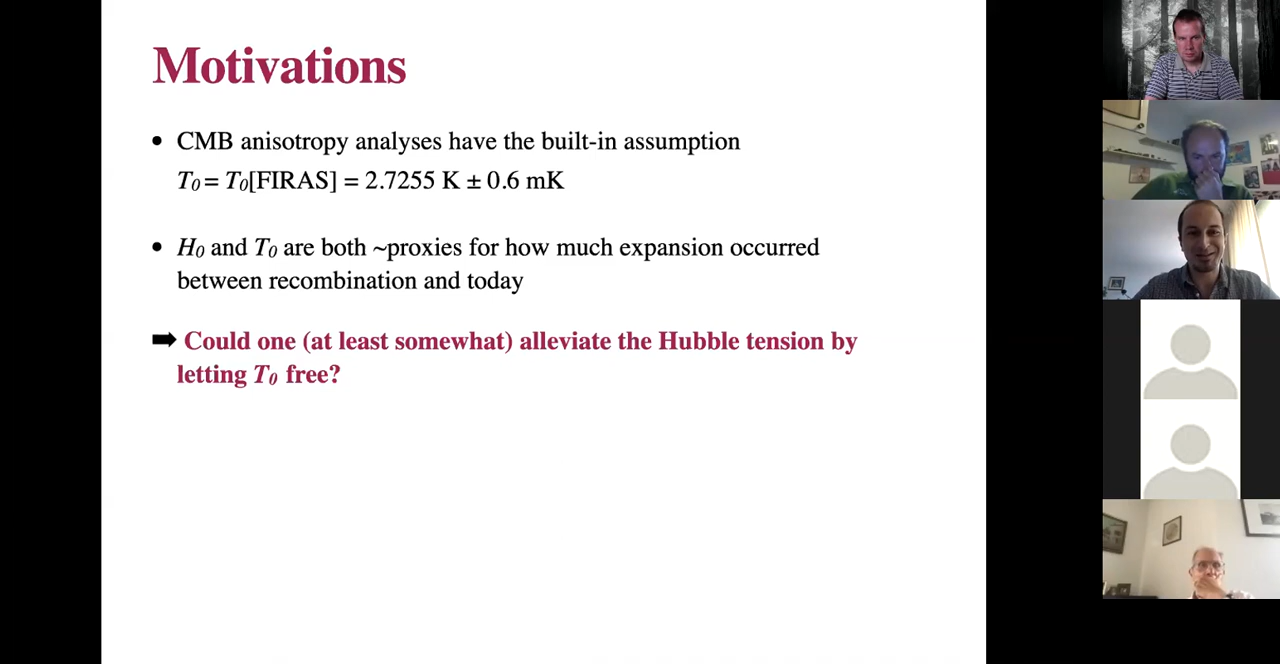 Motivations
• CMB anisotropy analyses have the built-in assumption
T₀ = T₀[FIRAS] = 2.7255 K ± 0.6 mK
• H₀ and T₀ are both ~proxies for how much expansion occurred
between recombination and today
➡ Could one (at least somewhat) alleviate the Hubble tension by
letting T₀ free?